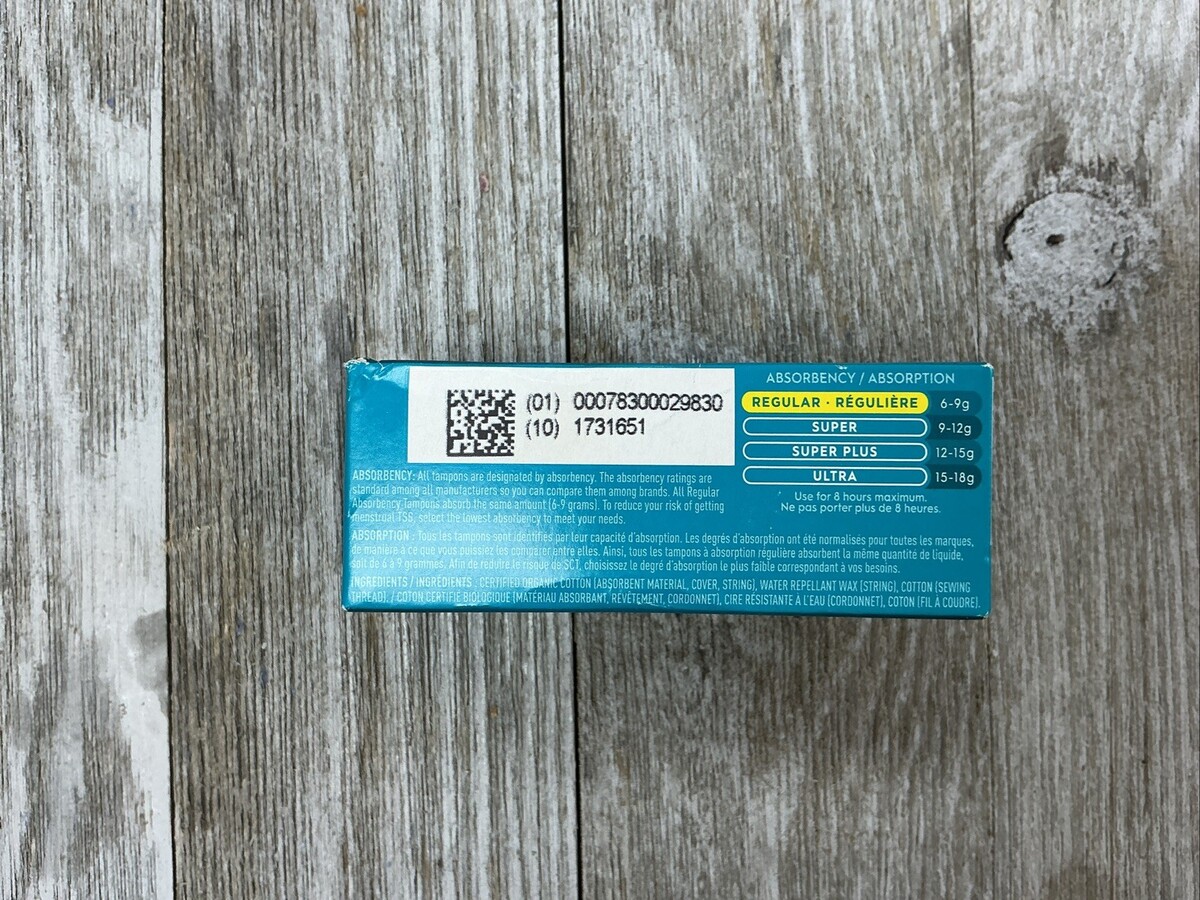 (01) 00078300029830
(10) 1731651
ABSORBENCY / ABSORPTION
REGULAR · RÉGULIÈRE 6-9g
SUPER 9-12g
SUPER PLUS 12-15g
ULTRA 15-18g
Use for 8 hours maximum.
Ne pas porter plus de 8 heures.
ABSORBENCY: All tampons are designated by absorbency. The absorbency ratings are
standard among all manufacturers so you can compare them among brands. All Regular
Absorbency Tampons absorb the same amount (6-9 grams). To reduce your risk of getting
menstrual TSS, select the lowest absorbency to meet your needs.
ABSORPTION : Tous les tampons sont identifiés par leur capacité d'absorption. Les degrés d'absorption ont été normalisés pour toutes les marques,
de manière à ce que vous puissiez les comparer entre elles. Ainsi, tous les tampons à absorption régulière absorbent la même quantité de liquide,
soit de 6 à 9 grammes. Afin de réduire le risque de SCT, choisissez le degré d'absorption le plus faible correspondant à vos besoins.
INGREDIENTS / INGRÉDIENTS : CERTIFIED ORGANIC COTTON (ABSORBENT MATERIAL, COVER, STRING), WATER REPELLANT WAX (STRING), COTTON (SEWING
THREAD). / COTON CERTIFIÉ BIOLOGIQUE (MATÉRIAU ABSORBANT, REVÊTEMENT, CORDONNET), CIRE RÉSISTANTE À L'EAU (CORDONNET), COTON (FIL À COUDRE).